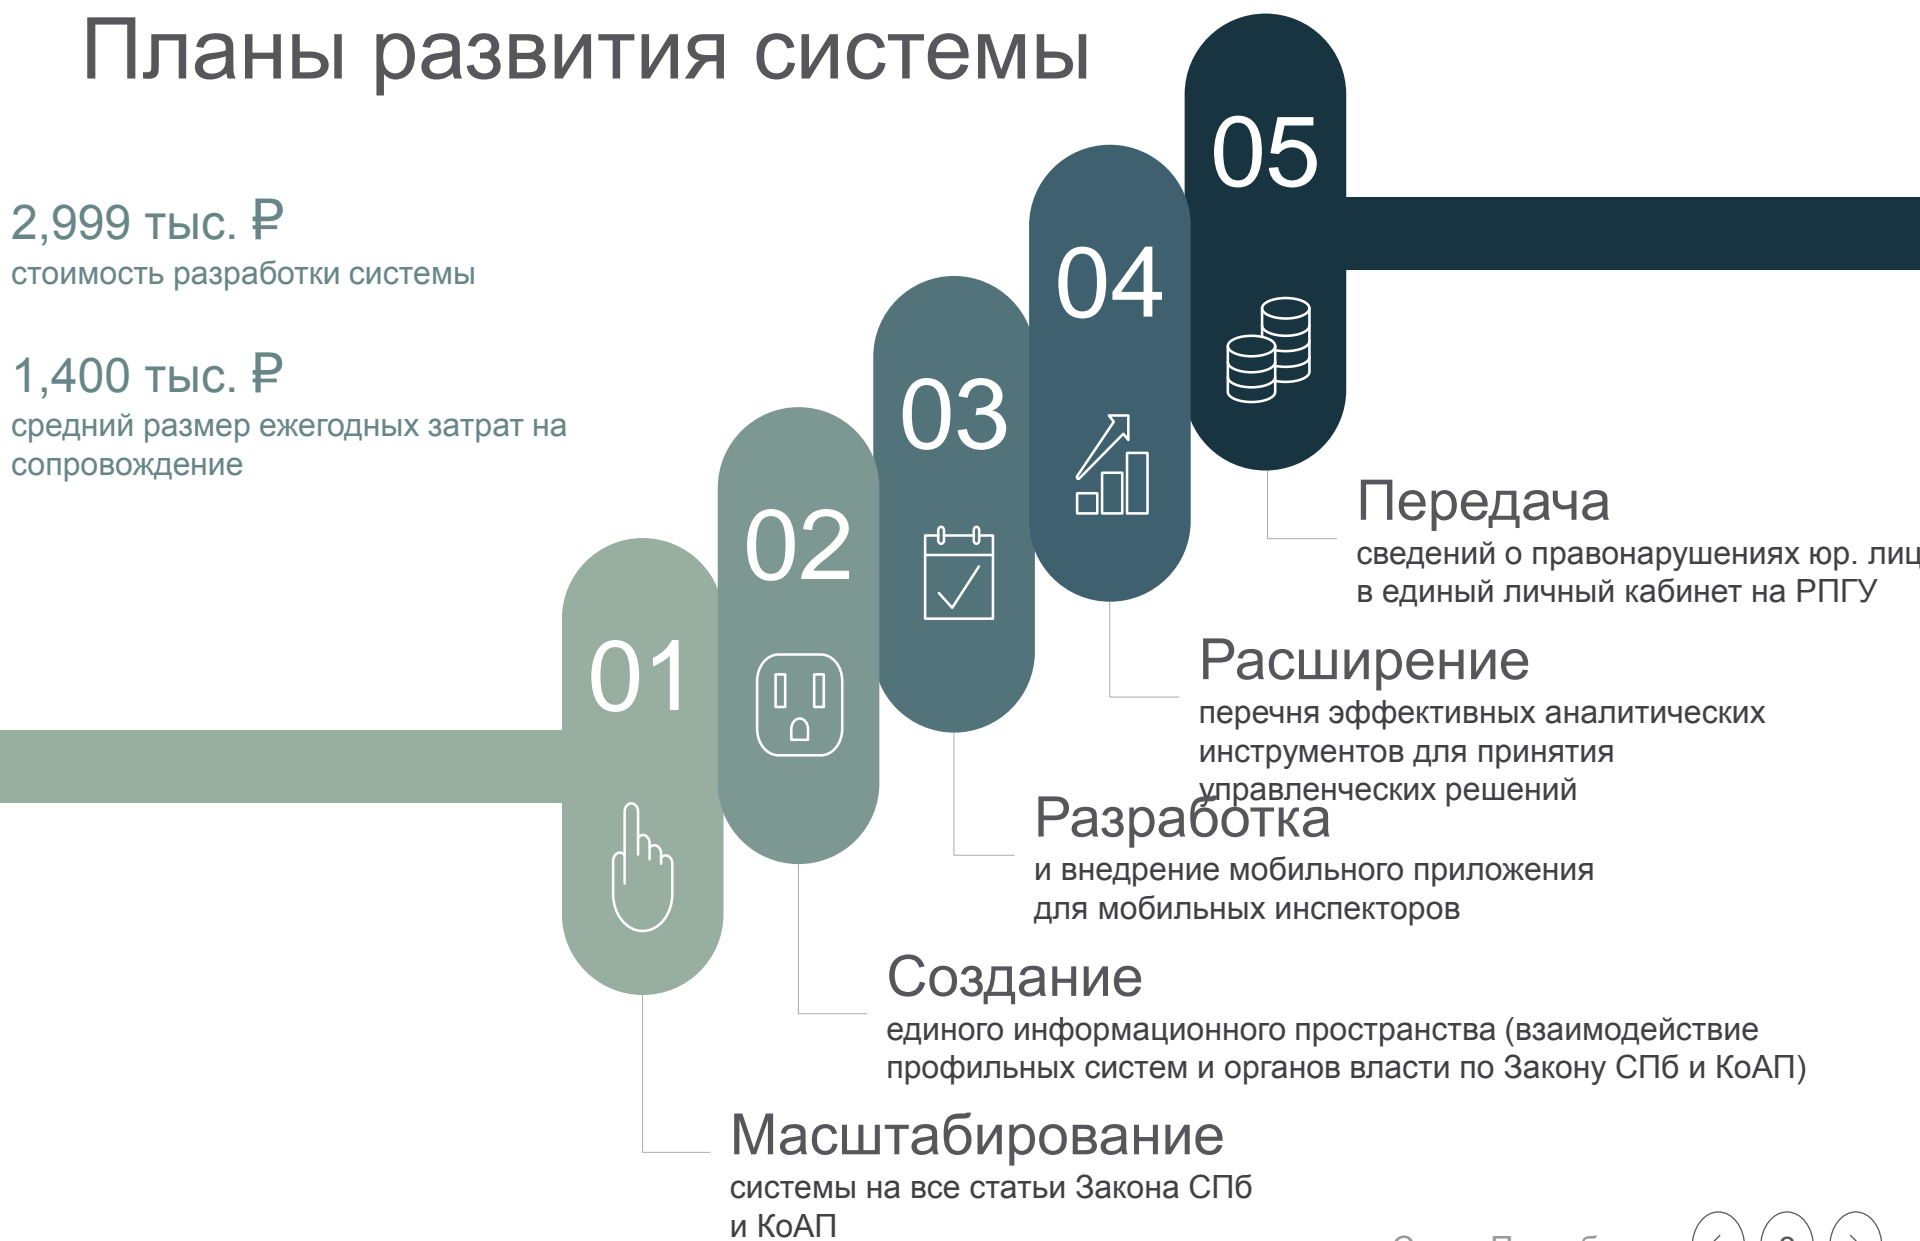 Планы развития системы
2,999 тыс. ₽
стоимость разработки системы
1,400 тыс. ₽
средний размер ежегодных затрат на
сопровождение
05
04
03
02
01
Передача
сведений о правонарушениях юр. лиц
в единый личный кабинет на РПГУ
Расширение
перечня эффективных аналитических
инструментов для принятия
управленческих решений
Разработка
и внедрение мобильного приложения
для мобильных инспекторов
Создание
единого информационного пространства (взаимодействие
профильных систем и органов власти по Закону СПб и КоАП)
Масштабирование
системы на все статьи Закона СПб
и КоАП